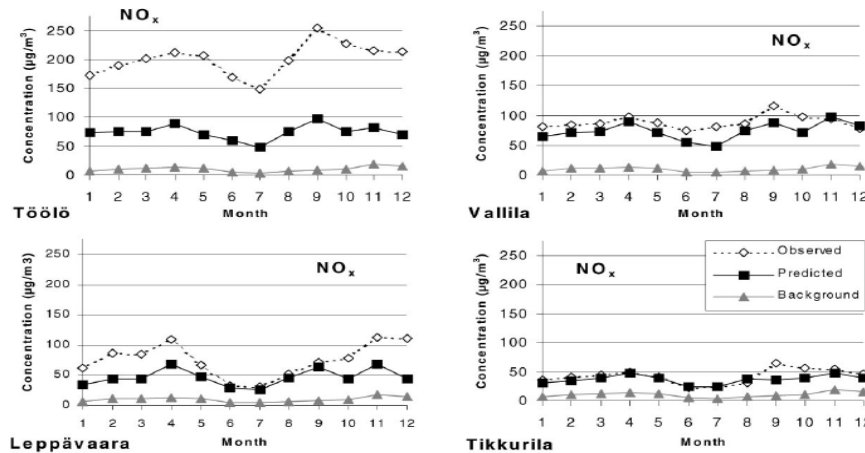 NOx
Concentration (µg/m³)
250
200
150
100
50
0
1 2 3 4 5 6 7 8 9 10 11 12
Month
Töölö
NOx
Concentration (µg/m³)
250
200
150
100
50
0
1 2 3 4 5 6 7 8 9 10 11 12
Month
Vallila
NOx
Concentration (µg/m3)
250
200
150
100
50
0
1 2 3 4 5 6 7 8 9 10 11 12
Month
Leppävaara
NOx
Concentration (µg/m³)
250
200
150
100
50
0
1 2 3 4 5 6 7 8 9 10 11 12
Month
Tikkurila
Observed
Predicted
Background